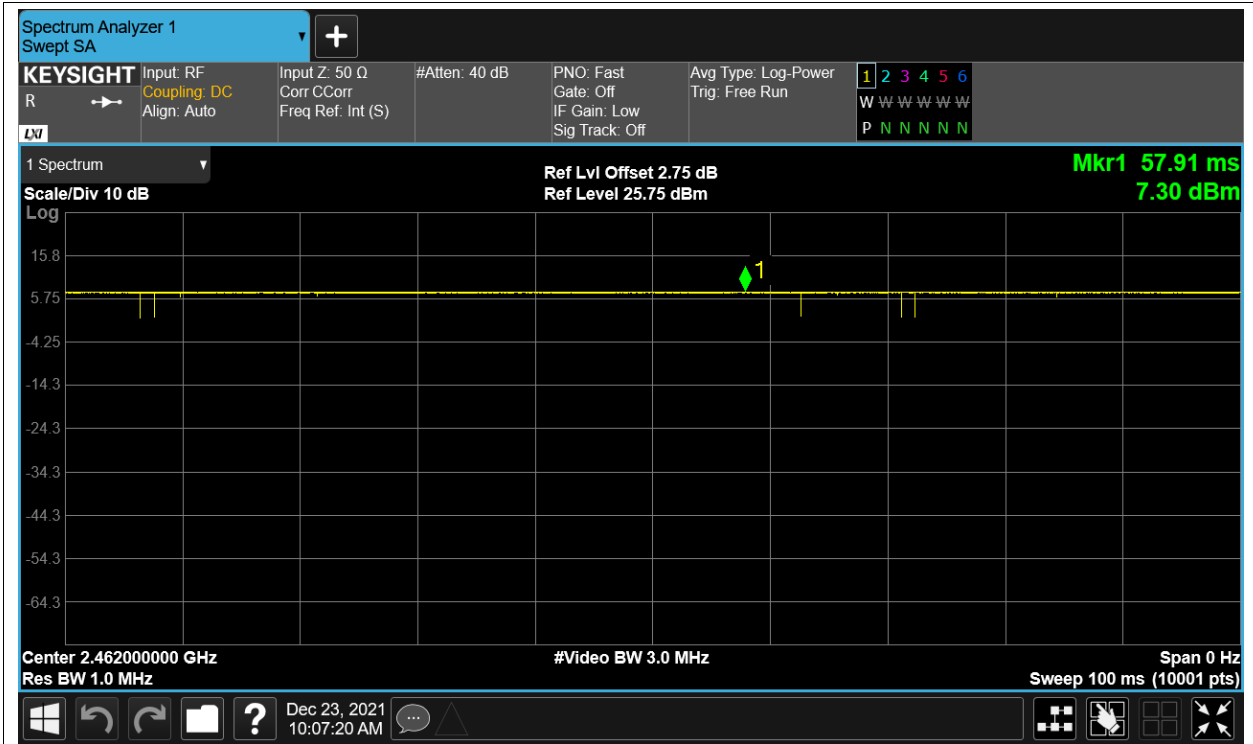 Spectrum Analyzer 1
Swept SA
KEYSIGHT
R
LXI
Input: RF
Coupling: DC
Align: Auto
Input Z: 50 Ω
Corr CCorr
Freq Ref: Int (S)
#Atten: 40 dB
PNO: Fast
Gate: Off
IF Gain: Low
Sig Track: Off
Avg Type: Log-Power
Trig: Free Run
1 2 3 4 5 6
W W W W W W
P N N N N N
1 Spectrum
Scale/Div 10 dB
Log
Ref Lvl Offset 2.75 dB
Ref Level 25.75 dBm
Mkr1 57.91 ms
7.30 dBm
15.8
1
5.75
-4.25
-14.3
-24.3
-34.3
-44.3
-54.3
-64.3
Center 2.462000000 GHz
Res BW 1.0 MHz
#Video BW 3.0 MHz
Span 0 Hz
Sweep 100 ms (10001 pts)
?
Dec 23, 2021
10:07:20 AM